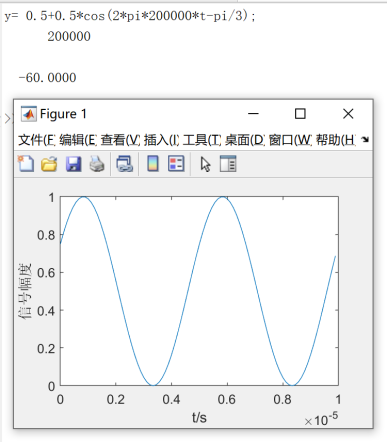 y= 0.5+0.5*cos(2*pi*200000*t-pi/3);
200000
-60.0000
Figure 1
文件(F) 编辑(E) 查看(V) 插入(I) 工具(T) 桌面(D) 窗口(W) 帮助(H)
信号幅度
1
0.8
0.6
0.4
0.2
0
0 0.2 0.4 0.6 0.8 1
t/s
×10-5